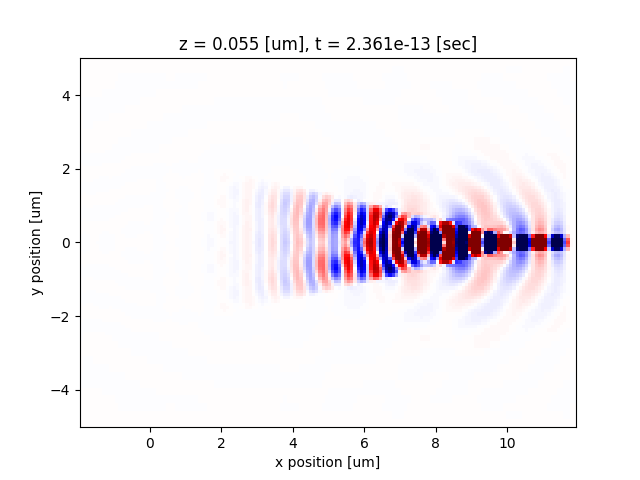 z = 0.055 [um], t = 2.361e-13 [sec]
y position [um]
4
2
0
−2
−4
0 2 4 6 8 10
x position [um]